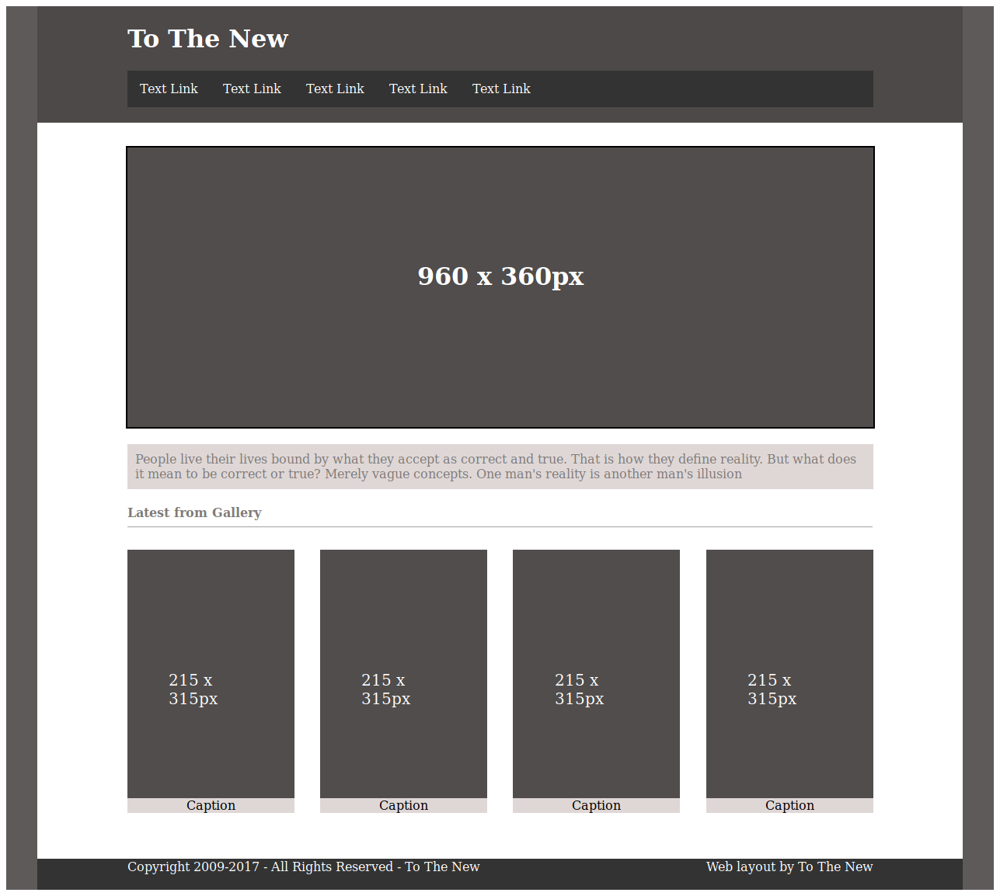 To The New
Text Link Text Link Text Link Text Link Text Link
960 x 360px
People live their lives bound by what they accept as correct and true. That is how they define reality. But what does
it mean to be correct or true? Merely vague concepts. One man's reality is another man's illusion
Latest from Gallery
215 x
315px
Caption
215 x
315px
Caption
215 x
315px
Caption
215 x
315px
Caption
Copyright 2009-2017 - All Rights Reserved - To The New
Web layout by To The New